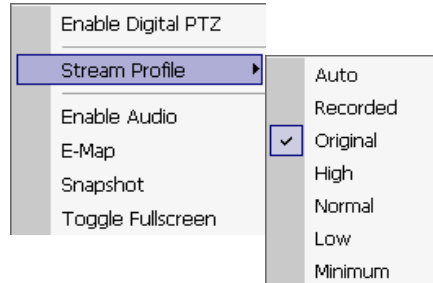 Enable Digital PTZ
Stream Profile
Enable Audio
E-Map
Snapshot
Toggle Fullscreen
Auto
Recorded
Original
High
Normal
Low
Minimum